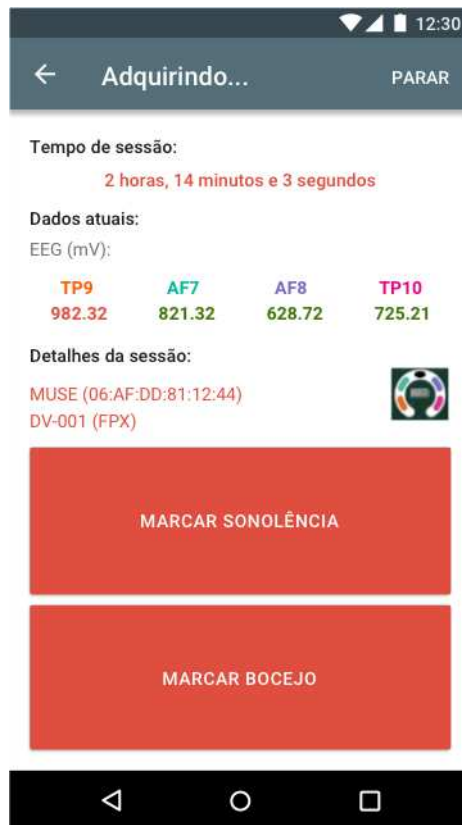 12:30
Adquirindo...
PARAR
Tempo de sessão:
2 horas, 14 minutos e 3 segundos
Dados atuais:
EEG (mV):
TP9 AF7 AF8 TP10
982.32 821.32 628.72 725.21
Detalhes da sessão:
MUSE (06:AF:DD:81:12:44)
DV-001 (FPX)
MARCAR SONOLÊNCIA
MARCAR BOCEJO